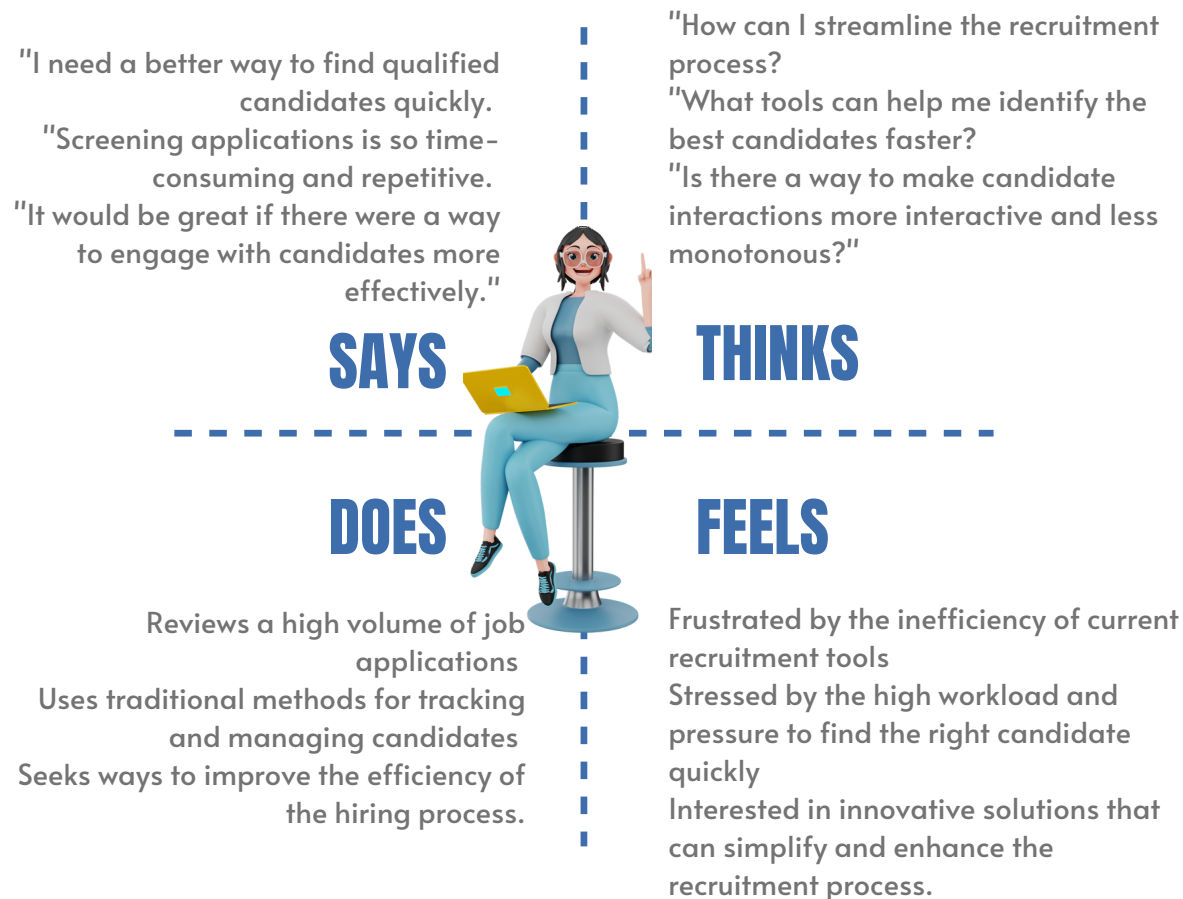 "I need a better way to find qualified
candidates quickly.
"Screening applications is so time-
consuming and repetitive.
"It would be great if there were a way
to engage with candidates more
effectively."
SAYS
"How can I streamline the recruitment
process?
"What tools can help me identify the
best candidates faster?
"Is there a way to make candidate
interactions more interactive and less
monotonous?"
THINKS
DOES
Reviews a high volume of job
applications
Uses traditional methods for tracking
and managing candidates
Seeks ways to improve the efficiency of
the hiring process.
FEELS
Frustrated by the inefficiency of current
recruitment tools
Stressed by the high workload and
pressure to find the right candidate
quickly
Interested in innovative solutions that
can simplify and enhance the
recruitment process.